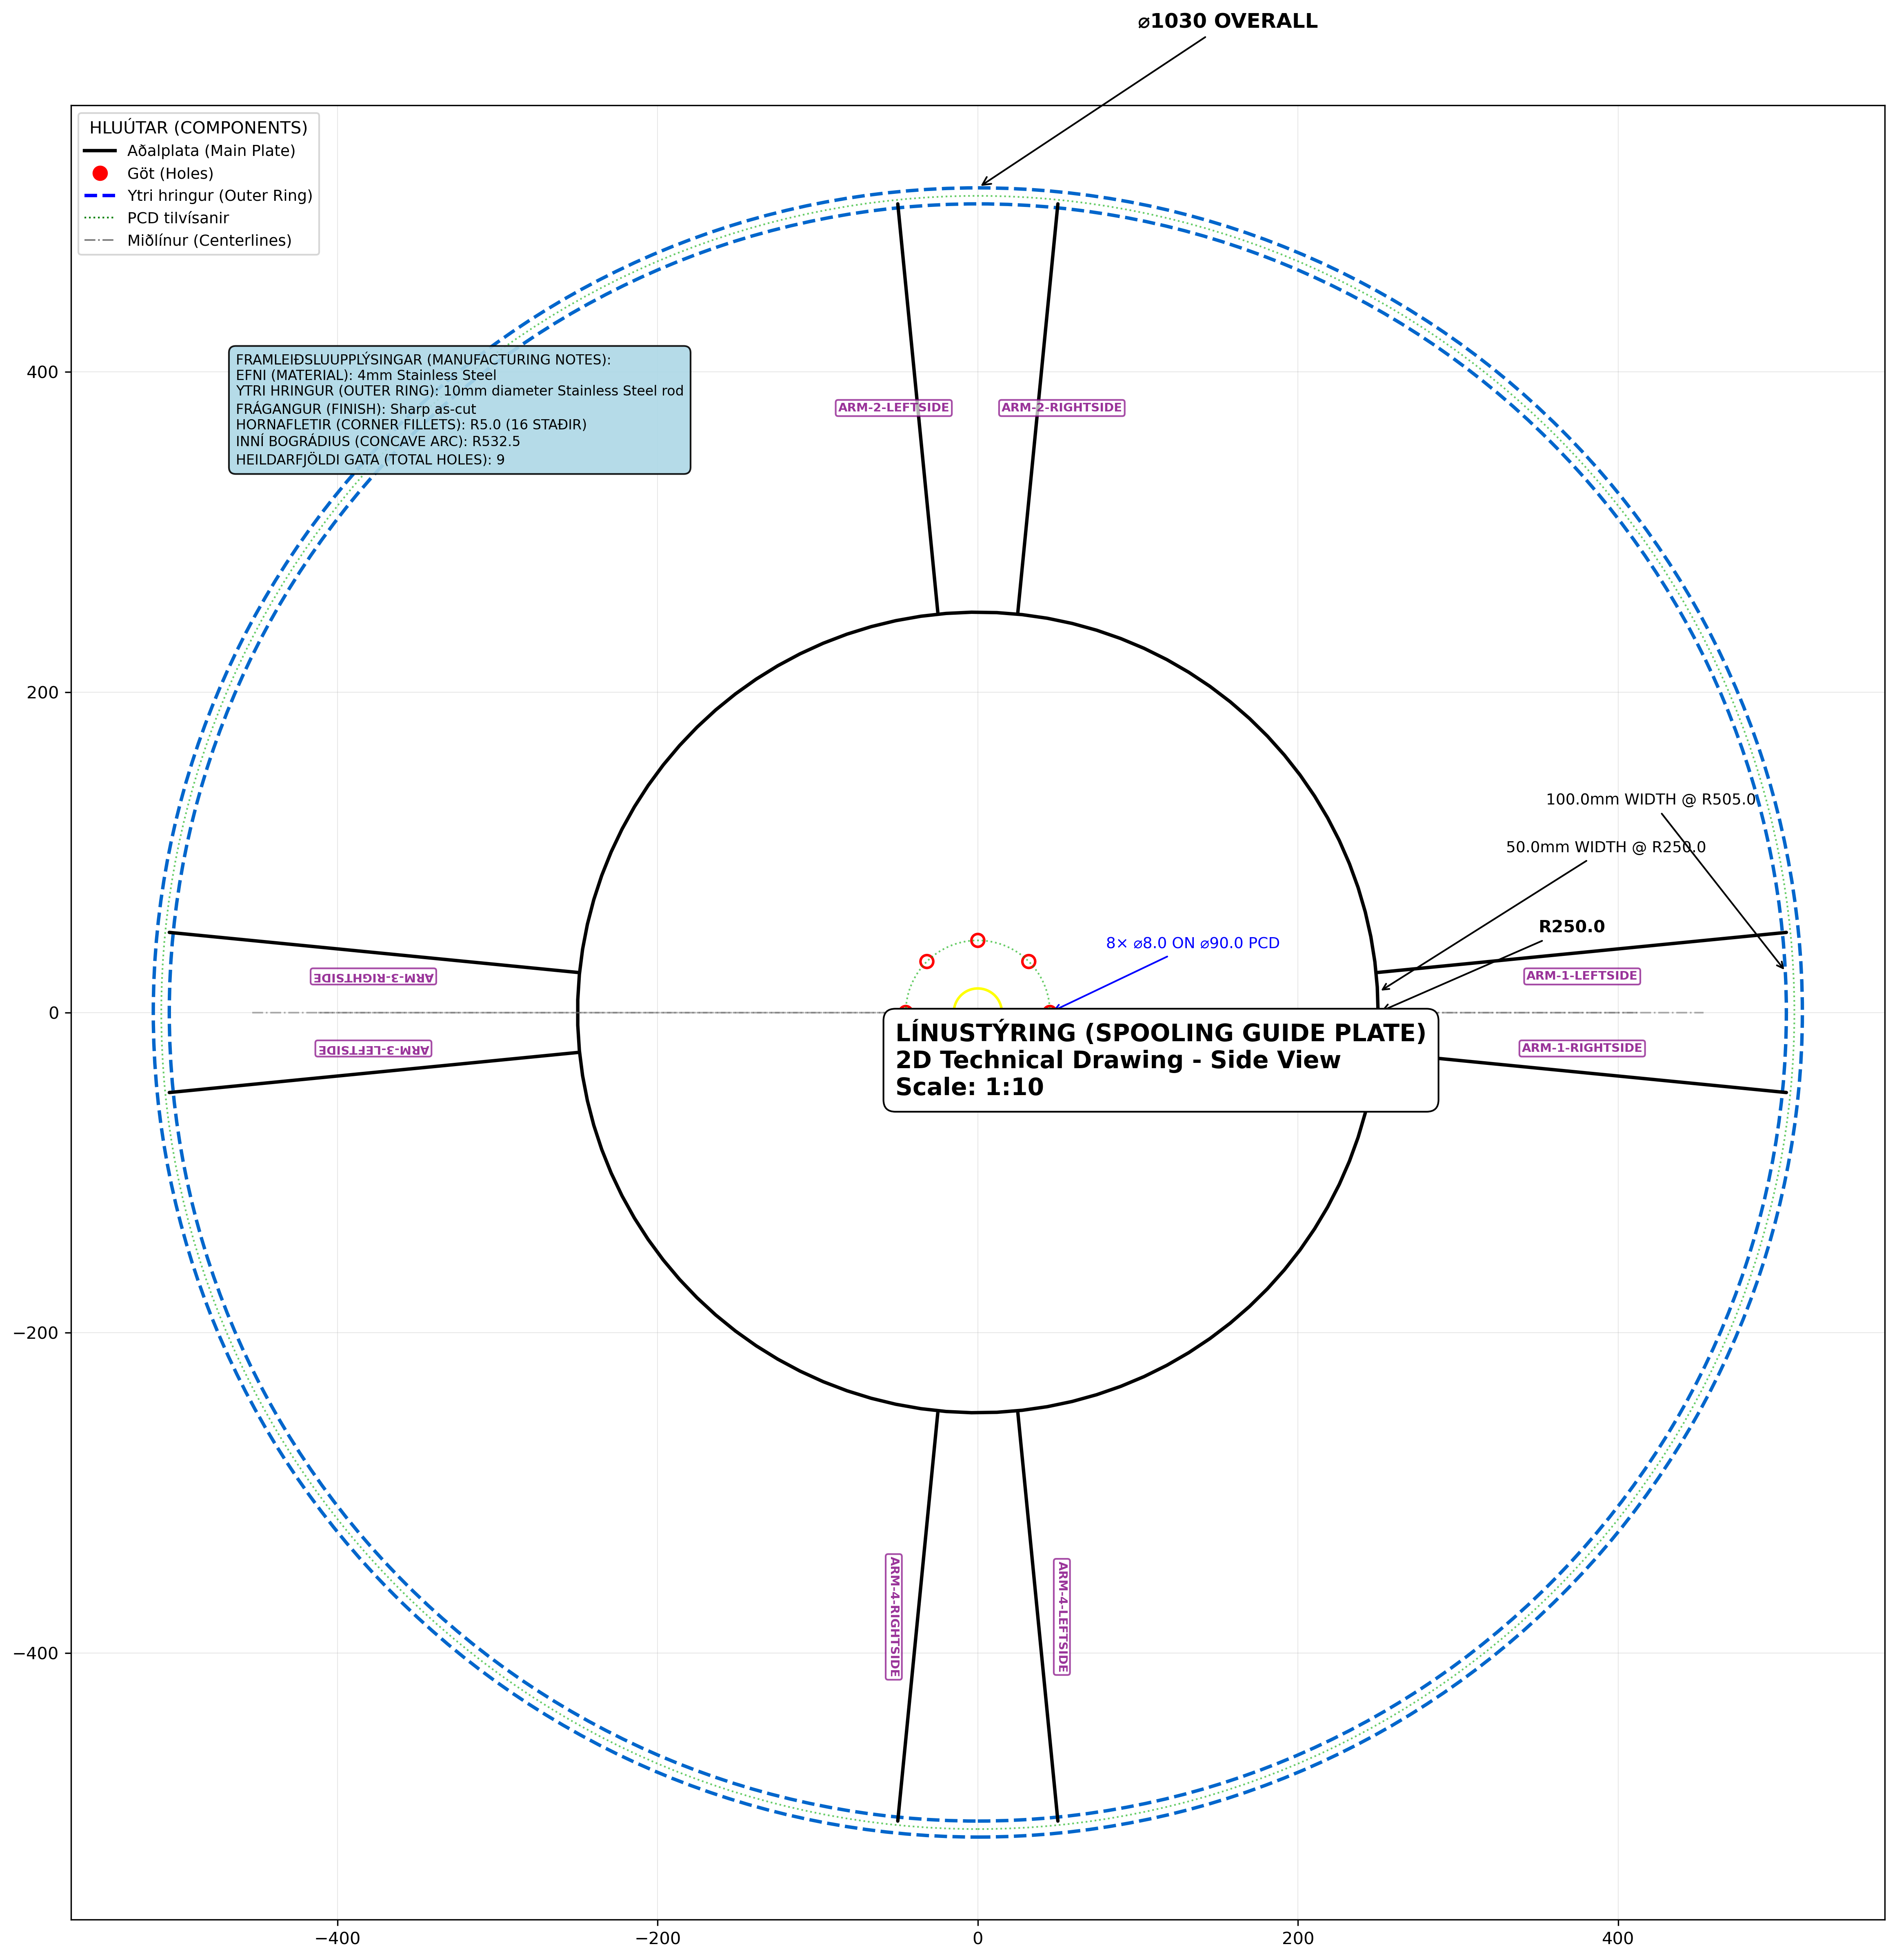 ⌀1030 OVERALL
HLUÚTAR (COMPONENTS)
Aðalplata (Main Plate)
Göt (Holes)
Ytri hringur (Outer Ring)
PCD tilvísanir
Miðlínur (Centerlines)
FRAMLEIÐSLUUPPLÝSINGAR (MANUFACTURING NOTES):
EFNI (MATERIAL): 4mm Stainless Steel
YTRI HRINGUR (OUTER RING): 10mm diameter Stainless Steel rod
FRÁGANGUR (FINISH): Sharp as-cut
HORNAFLETIR (CORNER FILLETS): R5.0 (16 STAÐIR)
INNÍ BOGRÁDIUS (CONCAVE ARC): R532.5
HEILDARFJÖLDI GATA (TOTAL HOLES): 9
ARM-2-LEFTSIDE
ARM-2-RIGHTSIDE
100.0mm WIDTH @ R505.0
50.0mm WIDTH @ R250.0
R250.0
8× ⌀8.0 ON ⌀90.0 PCD
ARM-3-RIGHTSIDE
ARM-1-LEFTSIDE
ARM-3-LEFTSIDE
ARM-1-RIGHTSIDE
LÍNUSTÝRING (SPOOLING GUIDE PLATE)
2D Technical Drawing - Side View
Scale: 1:10
ARM-4-RIGHTSIDE
ARM-4-LEFTSIDE
400
200
0
−200
−400
−400
−200
0
200
400